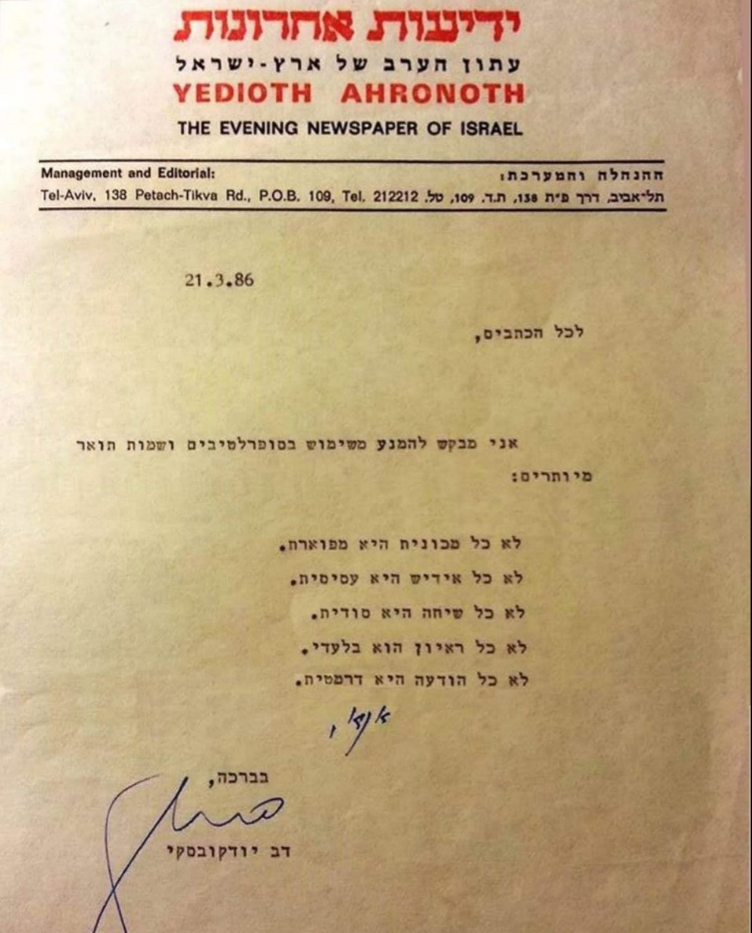 ידיעות אחרונות
עתון הערב של ארץ-ישראל
YEDIOTH AHRONOTH
THE EVENING NEWSPAPER OF ISRAEL
Management and Editorial: ההנהלה והמערכת:
Tel-Aviv, 138 Petach-Tikva Rd., P.O.B. 109, Tel. 212212 תל־אביב, דרך פ״ת 138, ת.ד. 109, טל.
21.3.86
לכל הכתבים,
אני מבקש להמנע משימוש בסופרלטיבים ושמות תואר
מיותרים:
לא כל מכונית היא מפוארת.
לא כל אידיש היא עסיסית.
לא כל שיחה היא סודית.
לא כל ראיון הוא בלעדי.
לא כל הודעה היא דרמטית.
בברכה,
דב יודקובסקי